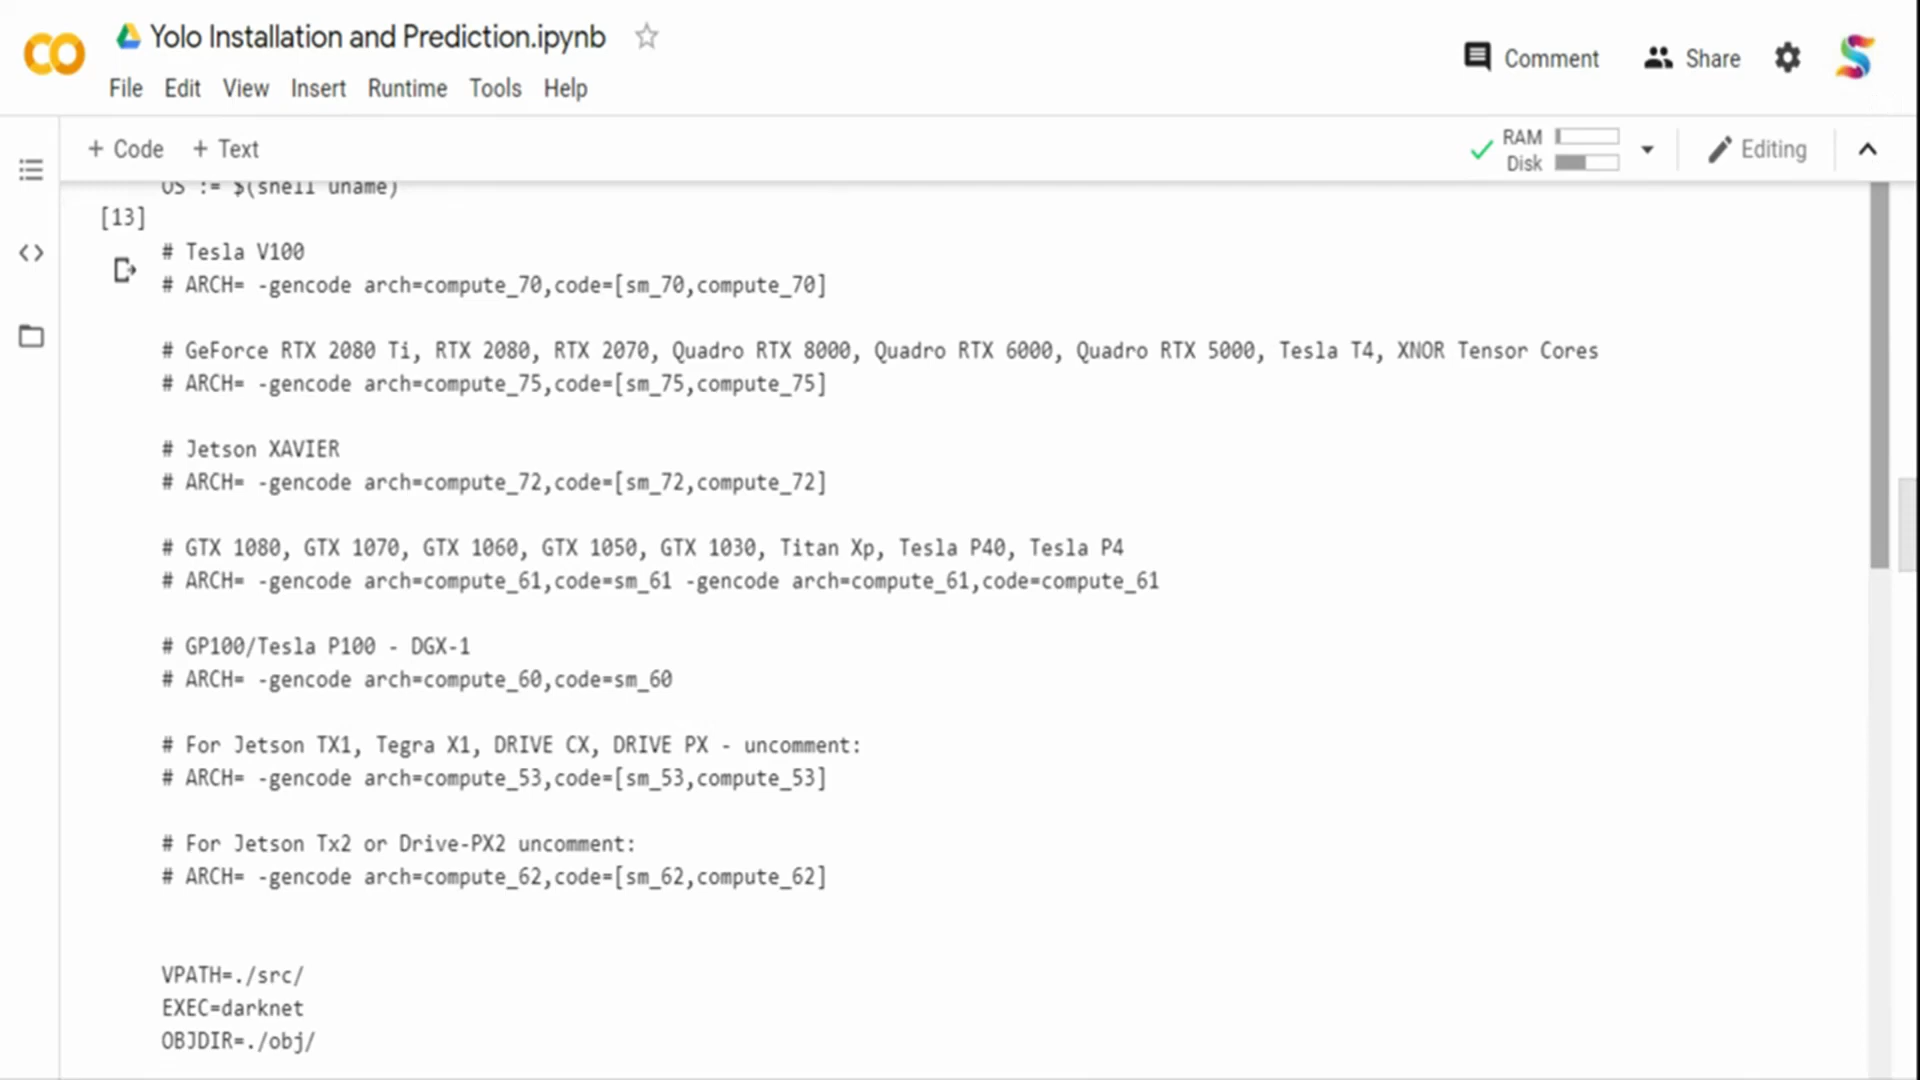 Yolo Installation and Prediction.ipynb
Comment
Share
File Edit View Insert Runtime Tools Help
+ Code + Text
RAM
Disk
Editing
OS := $(shell uname)
[13]
# Tesla V100
# ARCH= -gencode arch=compute_70,code=[sm_70,compute_70]
# GeForce RTX 2080 Ti, RTX 2080, RTX 2070, Quadro RTX 8000, Quadro RTX 6000, Quadro RTX 5000, Tesla T4, XNOR Tensor Cores
# ARCH= -gencode arch=compute_75,code=[sm_75,compute_75]
# Jetson XAVIER
# ARCH= -gencode arch=compute_72,code=[sm_72,compute_72]
# GTX 1080, GTX 1070, GTX 1060, GTX 1050, GTX 1030, Titan Xp, Tesla P40, Tesla P4
# ARCH= -gencode arch=compute_61,code=sm_61 -gencode arch=compute_61,code=compute_61
# GP100/Tesla P100 - DGX-1
# ARCH= -gencode arch=compute_60,code=sm_60
# For Jetson TX1, Tegra X1, DRIVE CX, DRIVE PX - uncomment:
# ARCH= -gencode arch=compute_53,code=[sm_53,compute_53]
# For Jetson Tx2 or Drive-PX2 uncomment:
# ARCH= -gencode arch=compute_62,code=[sm_62,compute_62]
VPATH=./src/
EXEC=darknet
OBJDIR=./obj/